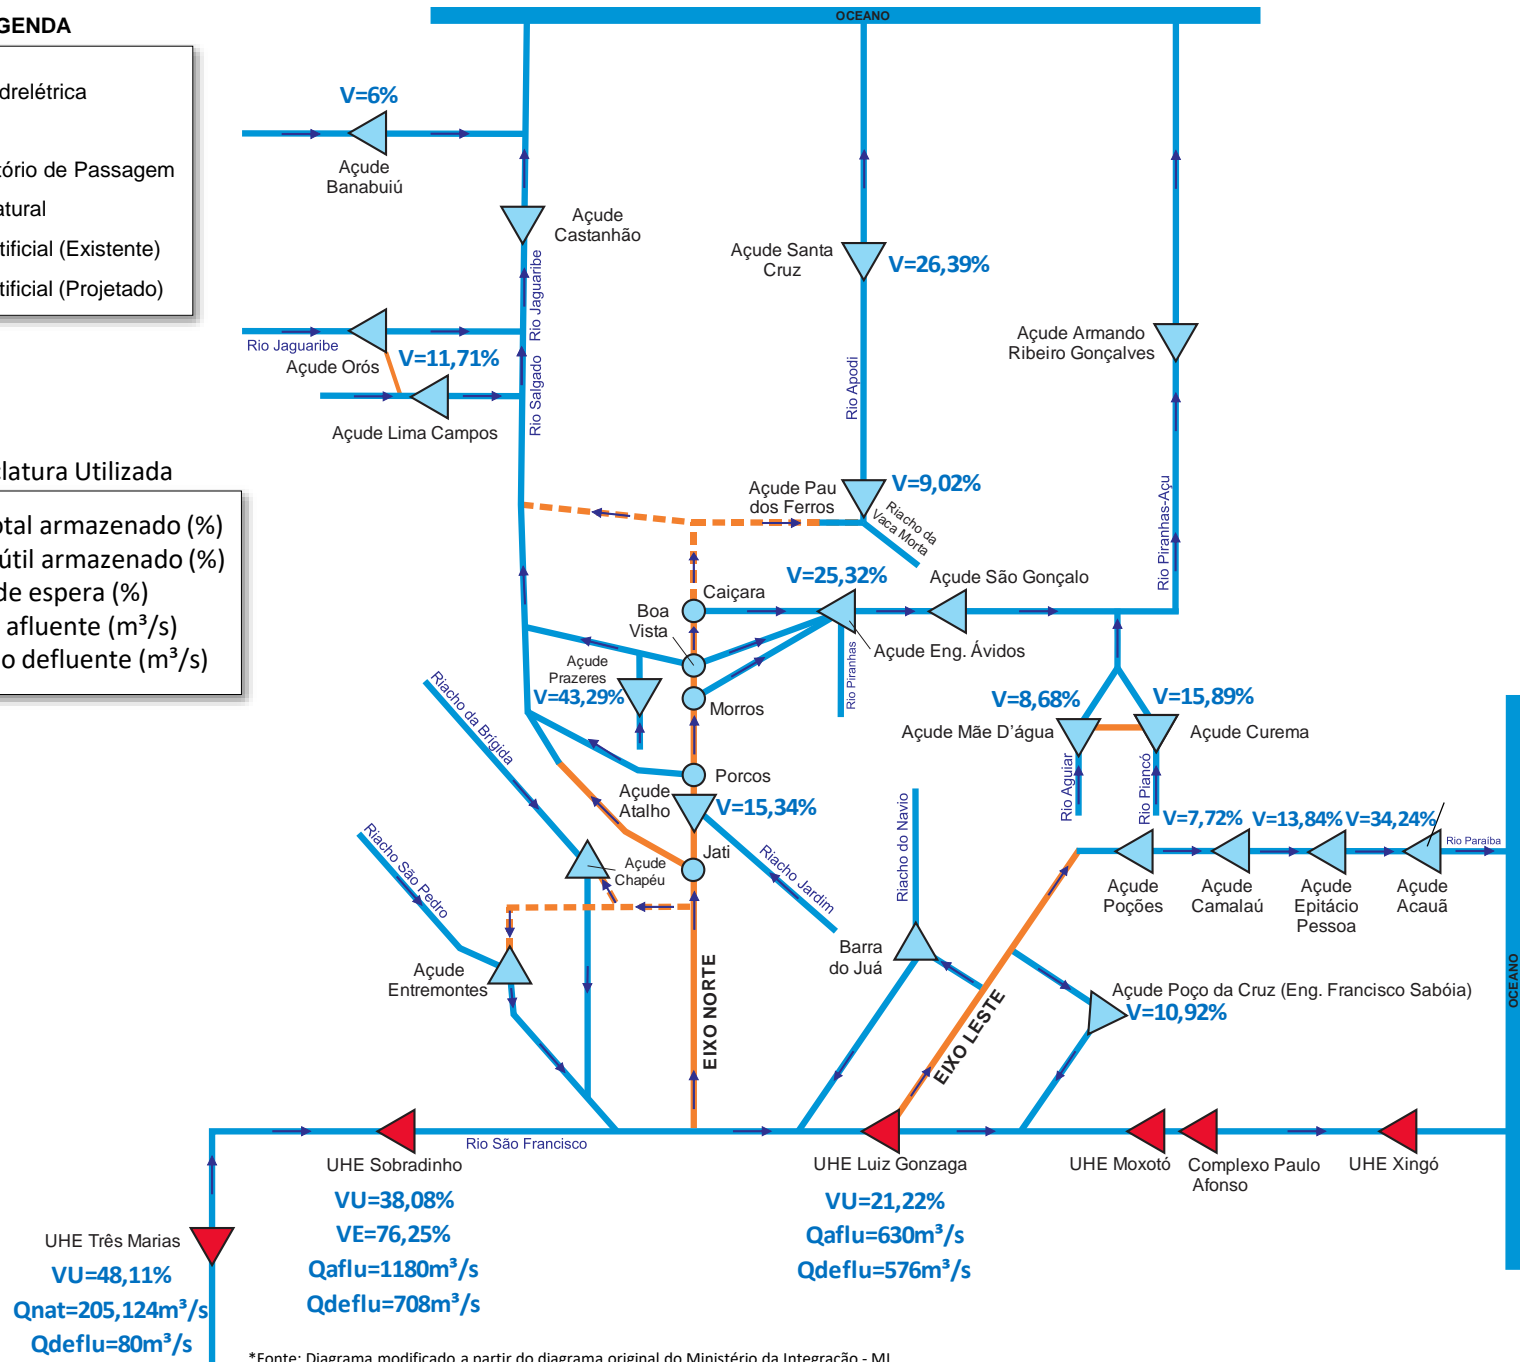 GENDA
drelétrica
tório de Passagem
atural
tificial (Existente)
tificial (Projetado)
clatura Utilizada
otal armazenado (%)
útil armazenado (%)
de espera (%)
afluente (m³/s)
o defluente (m³/s)
OCEANO
V=6%
Açude
Banabuiú
Açude
Castanhão
Rio Jaguaribe
Rio Jaguaribe
Açude Orós
V=11,71%
Açude Lima Campos
Rio Salgado
Açude Santa
Cruz
V=26,39%
Rio Apodi
Açude Armando
Ribeiro Gonçalves
Rio Piranhas-Açu
Açude Pau
dos Ferros
V=9,02%
Riacho da
Vaca Morta
V=25,32%
Açude São Gonçalo
Caiçara
Boa
Vista
Açude Eng. Ávidos
Rio Piranhas
Açude
Prazeres
V=43,29%
Morros
Riacho da Brígida
Porcos
Açude
Atalho
V=15,34%
Jati
Riacho Jardim
Açude
Chapéu
Riacho São Pedro
Açude
Entremontes
EIXO NORTE
V=8,68%
V=15,89%
Açude Mãe D'água
Açude Curema
Rio Aguiar
Rio Piancó
V=7,72%
V=13,84%
V=34,24%
Rio Paraíba
Açude
Poções
Açude
Camalaú
Açude
Epitácio
Pessoa
Açude
Acauã
Riacho do Navio
Barra
do Juá
EIXO LESTE
Açude Poço da Cruz (Eng. Francisco Sabóia)
V=10,92%
OCEANO
Rio São Francisco
UHE Sobradinho
VU=38,08%
VE=76,25%
Qaflu=1180m³/s
Qdeflu=708m³/s
UHE Luiz Gonzaga
VU=21,22%
Qaflu=630m³/s
Qdeflu=576m³/s
UHE Moxotó
Complexo Paulo
Afonso
UHE Xingó
UHE Três Marias
VU=48,11%
Qnat=205,124m³/s
Qdeflu=80m³/s
*Fonte: Diagrama modificado a partir do diagrama original do Ministério da Integração - MI